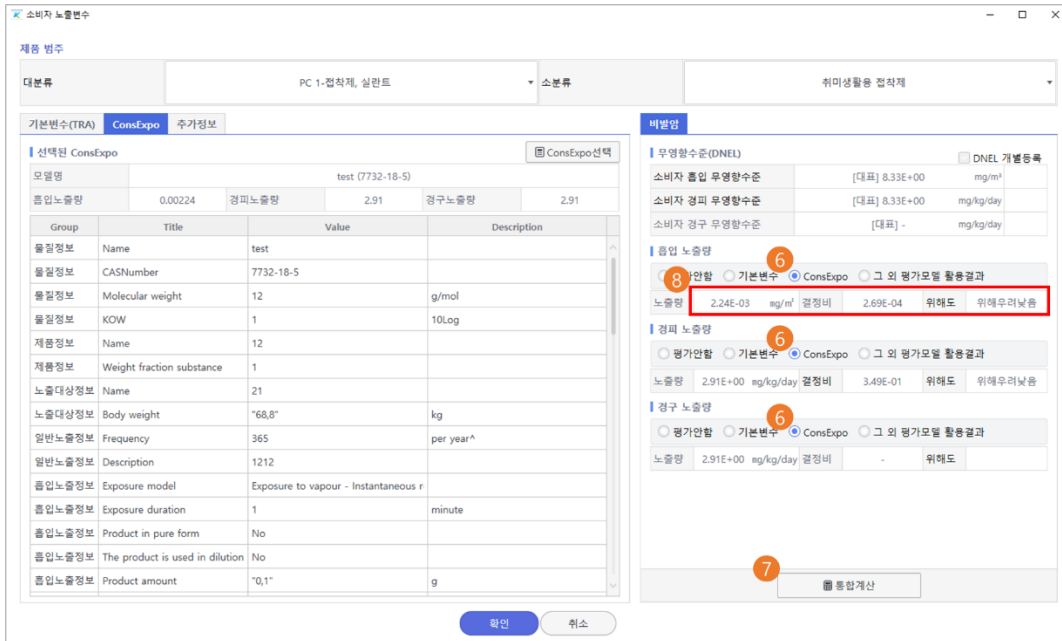 소비자 노출변수
제품 범주
대분류 PC 1-접착제, 실란트 소분류 취미생활용 접착제
기본변수(TRA) ConsExpo 추가정보
선택된 ConsExpo ConsExpo선택
모델명 test (7732-18-5)
흡입노출량 0.00224 경피노출량 2.91 경구노출량 2.91
Group Title Value Description
물질정보 Name test
물질정보 CASNumber 7732-18-5
물질정보 Molecular weight 12 g/mol
물질정보 KOW 1 10Log
제품정보 Name 12
제품정보 Weight fraction substance 1
노출대상정보 Name 21
노출대상정보 Body weight "68,8" kg
일반노출정보 Frequency 365 per year^
일반노출정보 Description 1212
흡입노출정보 Exposure model Exposure to vapour - Instantaneous r
흡입노출정보 Exposure duration 1 minute
흡입노출정보 Product in pure form No
흡입노출정보 The product is used in dilution No
흡입노출정보 Product amount "0,1" g
비발암
무영향수준(DNEL) DNEL 개별등록
소비자 흡입 무영향수준 [대표] 8.33E+00 mg/m³
소비자 경피 무영향수준 [대표] 8.33E+00 mg/kg/day
소비자 경구 무영향수준 [대표] - mg/kg/day
흡입 노출량
6
8 가안함 기본변수 ConsExpo 그 외 평가모델 활용결과
노출량 2.24E-03 mg/m³ 결정비 2.69E-04 위해도 위해우려낮음
경피 노출량
6
평가안함 기본변수 ConsExpo 그 외 평가모델 활용결과
노출량 2.91E+00 mg/kg/day 결정비 3.49E-01 위해도 위해우려낮음
경구 노출량
6
평가안함 기본변수 ConsExpo 그 외 평가모델 활용결과
노출량 2.91E+00 mg/kg/day 결정비 - 위해도
7
통합계산
확인 취소